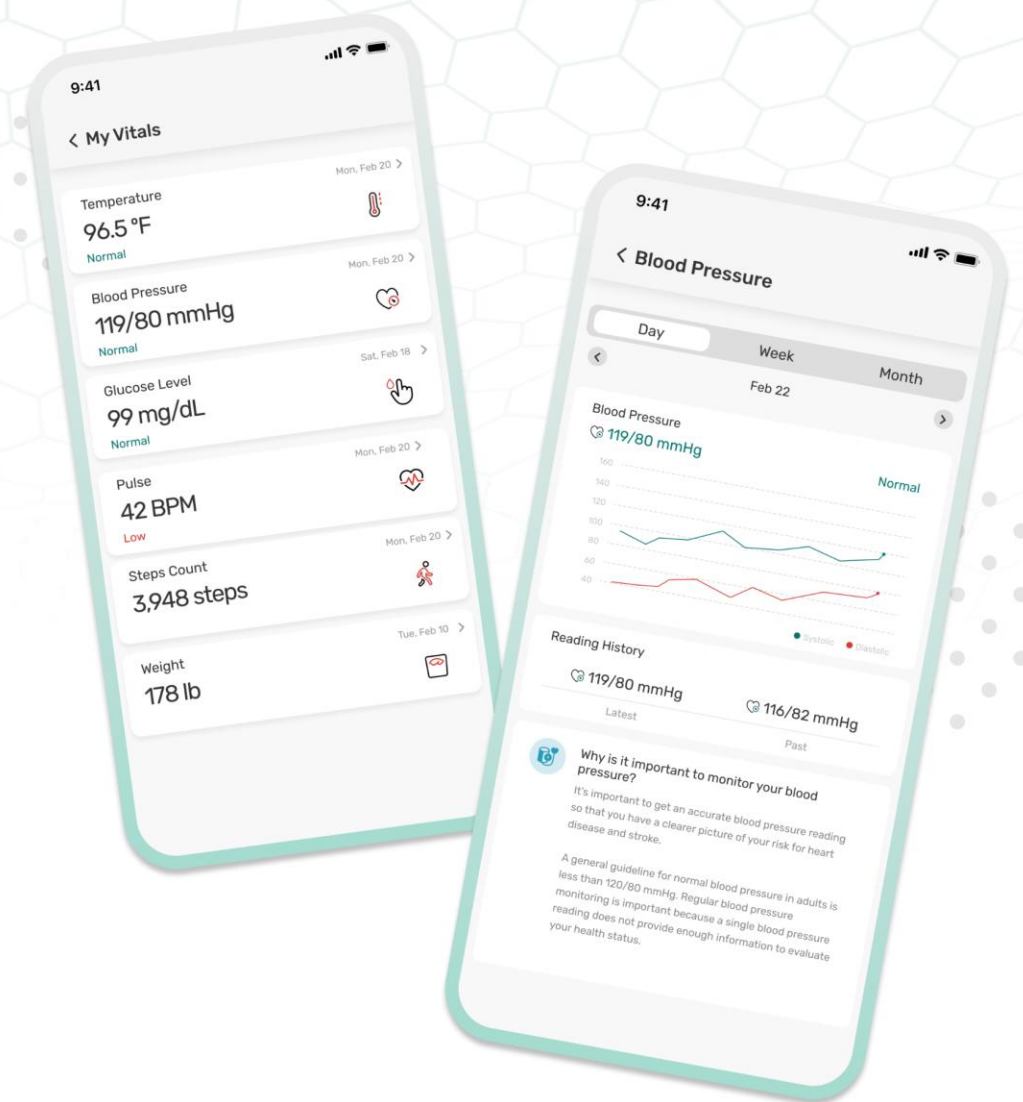 9:41
My Vitals
Mon, Feb 20
Temperature
96.5 °F
Normal
Mon, Feb 20
Blood Pressure
119/80 mmHg
Normal
Sat, Feb 18
Glucose Level
99 mg/dL
Normal
Mon, Feb 20
Pulse
42 BPM
Low
Mon, Feb 20
Steps Count
3,948 steps
Tue, Feb 10
Weight
178 lb
9:41
Blood Pressure
Day
Week
Month
Feb 22
Blood Pressure
119/80 mmHg
Normal
160
140
120
100
80
60
40
Systolic
Diastolic
Reading History
119/80 mmHg
116/82 mmHg
Latest
Past
Why is it important to monitor your blood
pressure?
It's important to get an accurate blood pressure reading
so that you have a clearer picture of your risk for heart
disease and stroke.
A general guideline for normal blood pressure in adults is
less than 120/80 mmHg. Regular blood pressure
monitoring is important because a single blood pressure
reading does not provide enough information to evaluate
your health status.